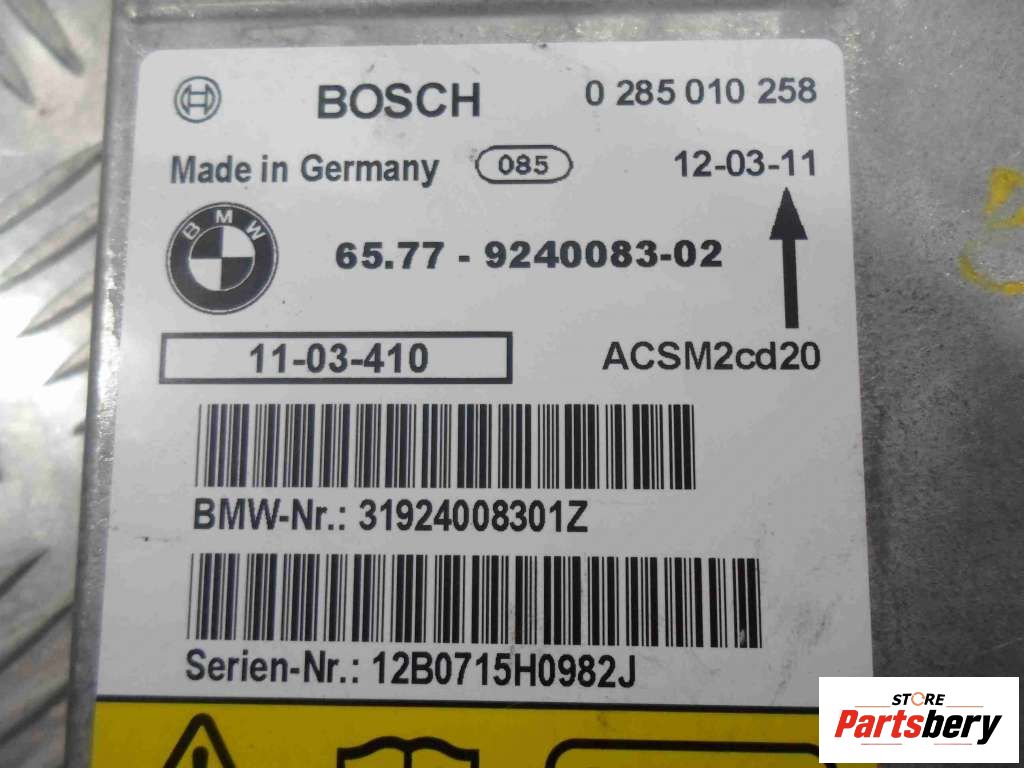 BOSCH 0 285 010 258
Made in Germany 085 12-03-11
BMW 65.77 - 9240083-02
11-03-410 ACSM2cd20
BMW-Nr.: 31924008301Z
Serien-Nr.: 12B0715H0982J
STORE
Partsbery